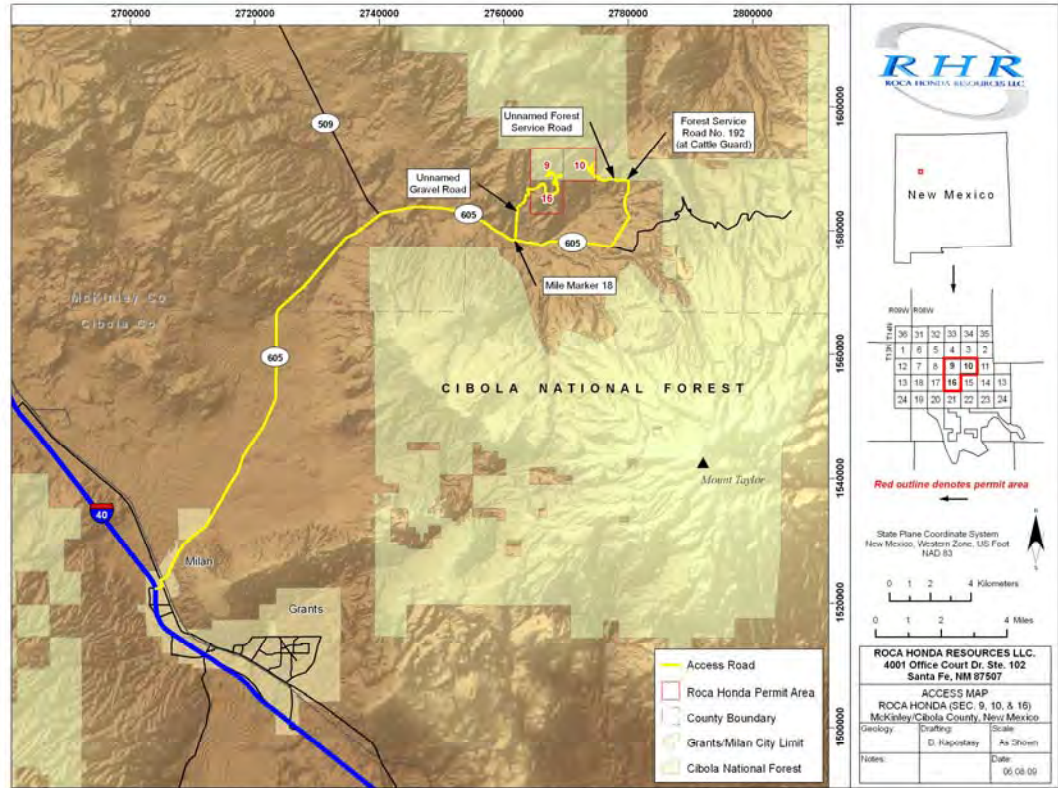 2700000 2720000 2740000 2760000 2780000 2800000
1600000
1580000
1560000
1540000
1520000
1500000
509
Unnamed Forest
Service Road
Forest Service
Road No. 192
(at Cattle Guard)
Unnamed
Gravel Road
9
10
16
605
605
Mile Marker 18
McKinley Co
Cibola Co
605
CIBOLA NATIONAL FOREST
Mount Taylor
40
Milan
Grants
Access Road
Roca Honda Permit Area
County Boundary
Grants/Milan City Limit
Cibola National Forest
RHR
ROCA HONDA RESOURCES LLC
New Mexico
R09W R08W
T13N T14N
36 31 32 33 34 35
1 6 5 4 3 2
12 7 8 9 10 11
13 18 17 16 15 14 13
24 19 20 21 22 23 24
Red outline denotes permit area
State Plane Coordinate System
New Mexico, Western Zone, US Foot
NAD 83
N
S
0 1 2 4 Kilometers
0 1 2 4 Miles
ROCA HONDA RESOURCES LLC.
4001 Office Court Dr. Ste. 102
Santa Fe, NM 87507
ACCESS MAP
ROCA HONDA (SEC. 9, 10, & 16)
McKinley/Cibola County, New Mexico
Geology: Drafting: Scale:
D. Kapostasy As Shown
Notes: Date:
06.08.09